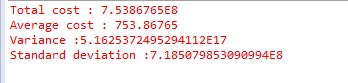 Total cost : 7.5386765E8
Average cost : 753.86765
Variance :5.1625372495294112E17
Standard deviation :7.185079853090994E8